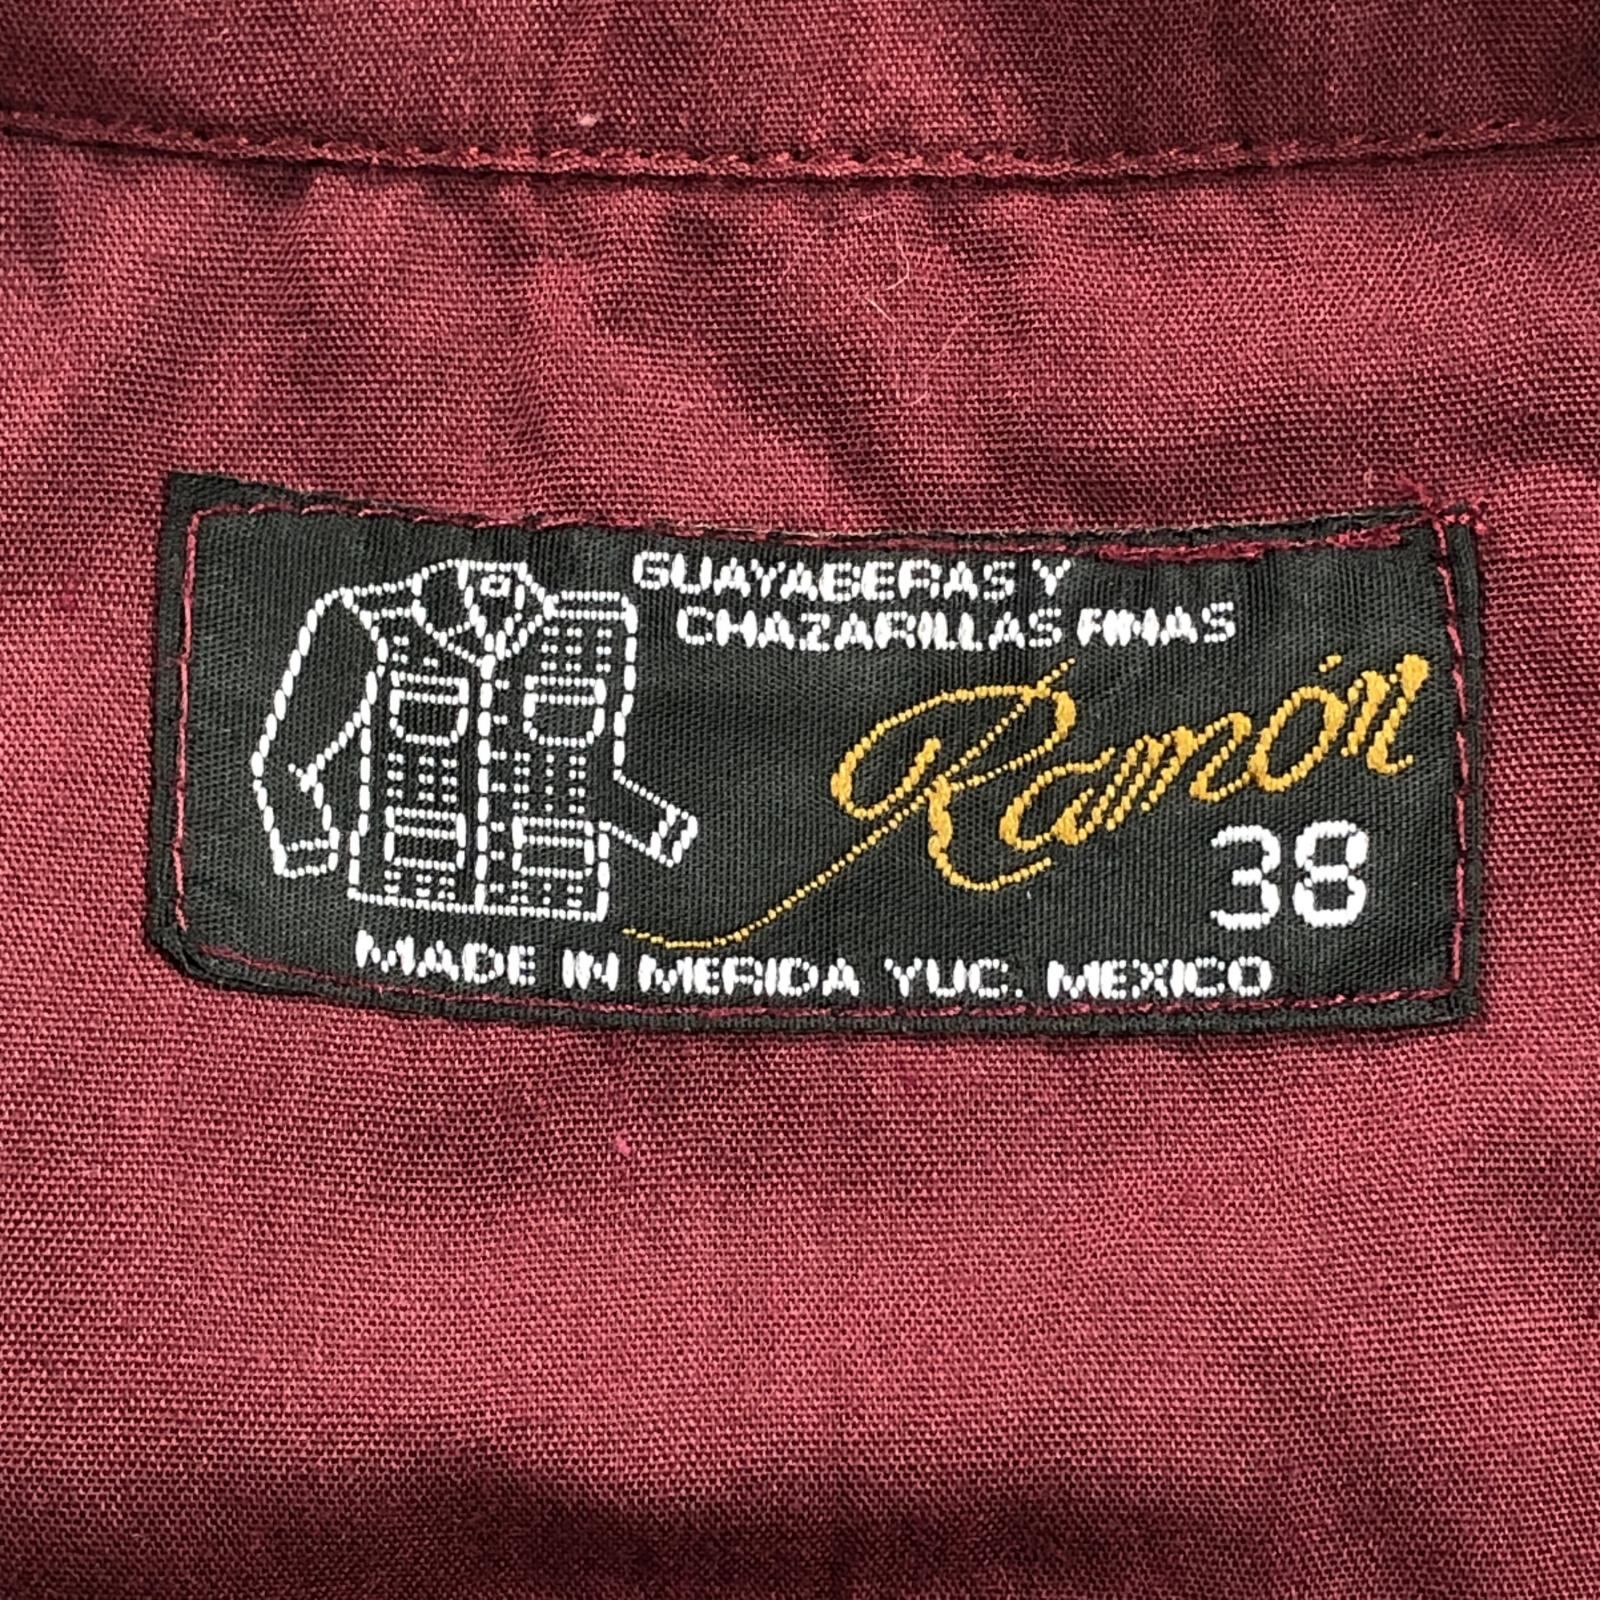 GUAYABERAS Y
CHAZARILLAS FINAS
Ramón
38
MADE IN MERIDA YUC. MEXICO